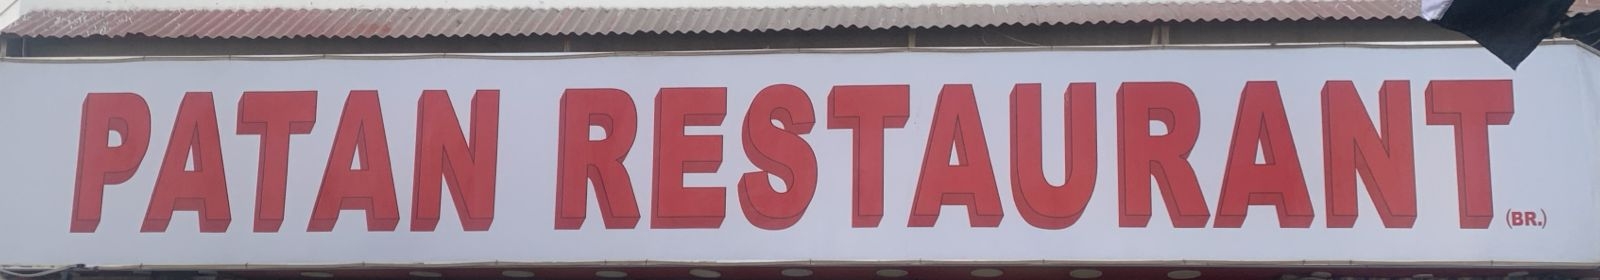 PATAN RESTAURANT (BR.)